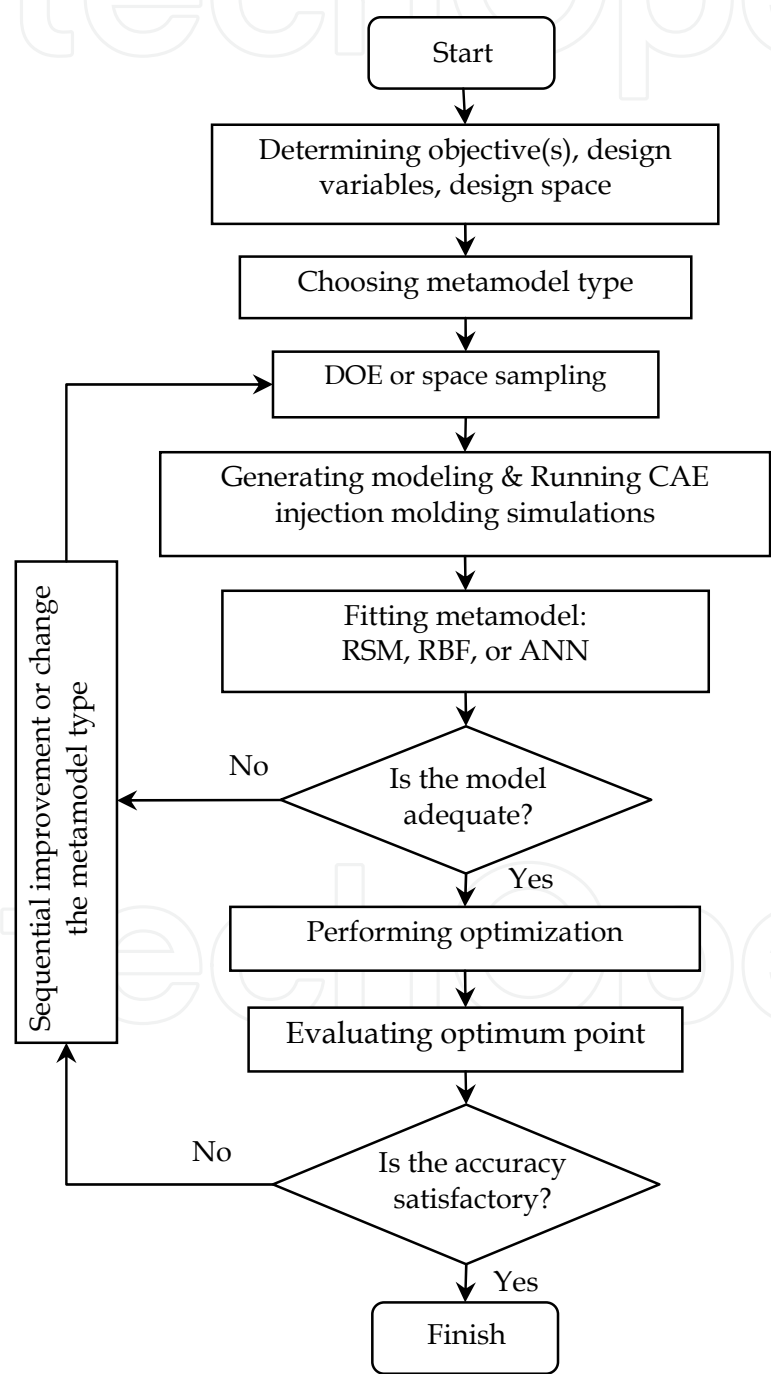 Start
Determining objective(s), design
variables, design space
Choosing metamodel type
DOE or space sampling
Generating modeling & Running CAE
injection molding simulations
Fitting metamodel:
RSM, RBF, or ANN
Sequential improvement or change
the metamodel type
No
Is the model
adequate?
Yes
Performing optimization
Evaluating optimum point
No
Is the accuracy
satisfactory?
Yes
Finish